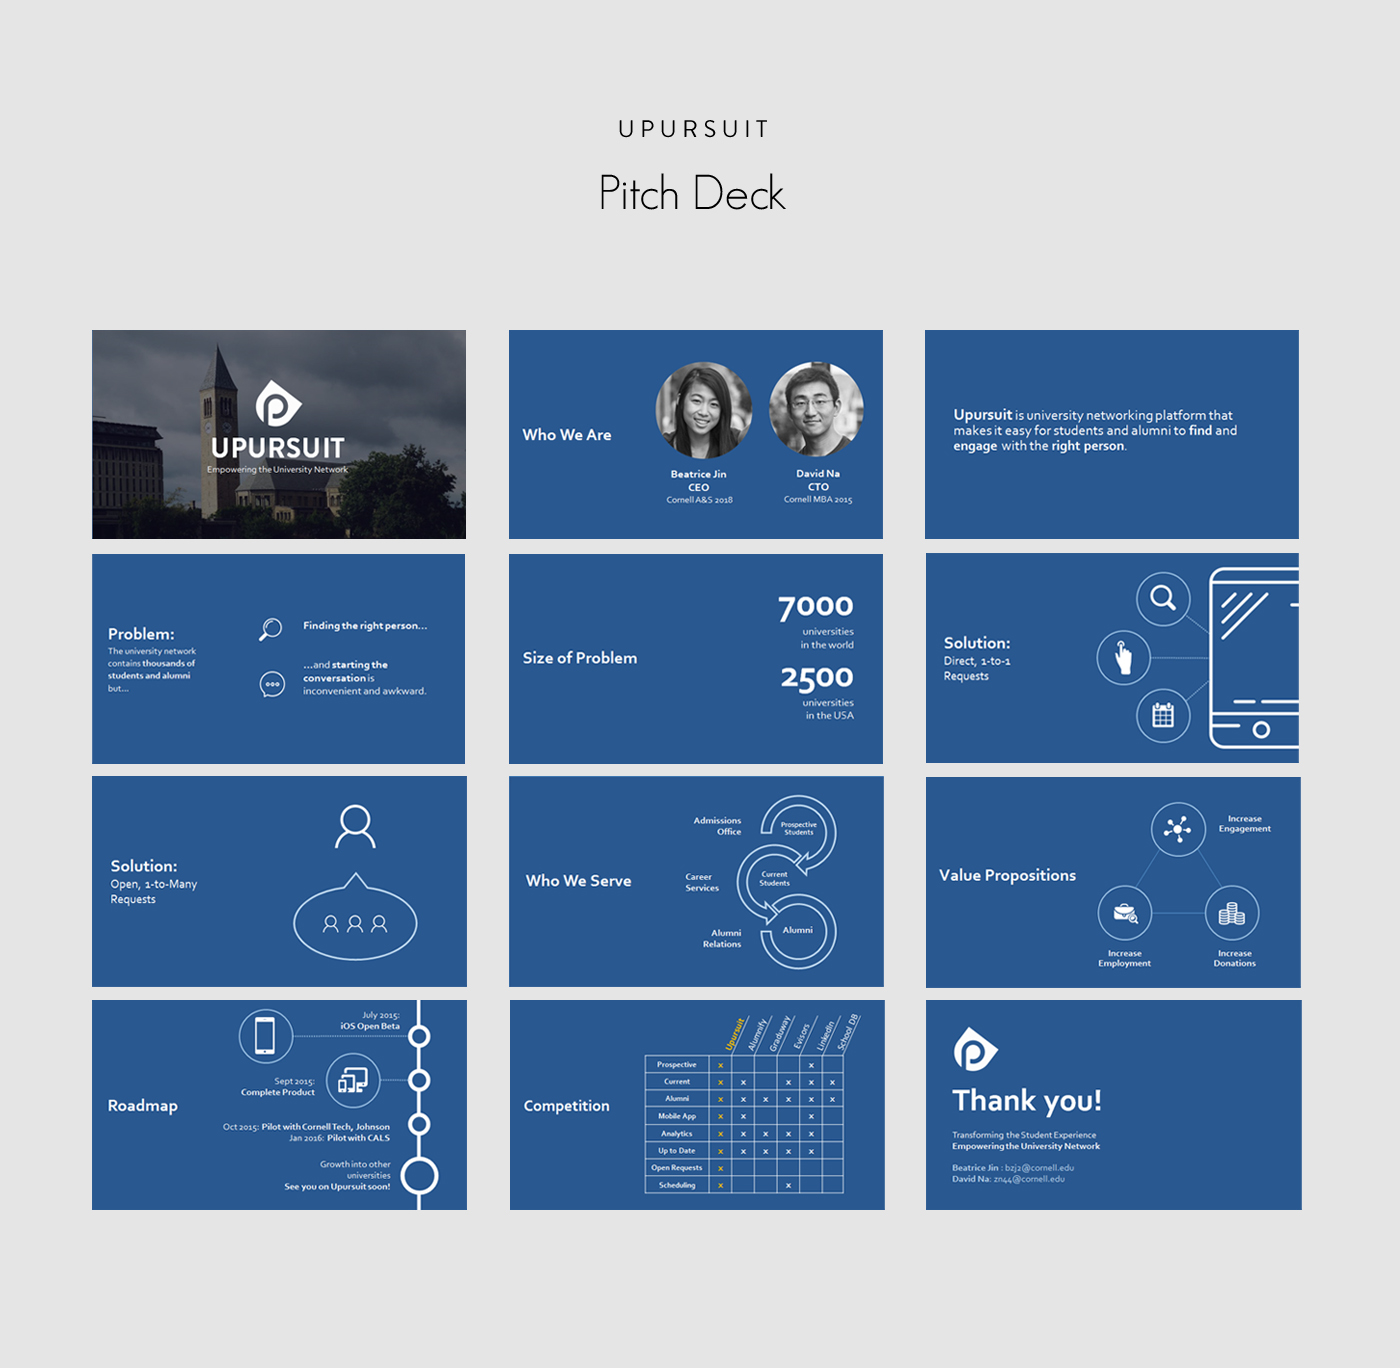 UPURSUIT
Pitch Deck
UPURSUIT
Empowering the University Network
Who We Are
Beatrice Jin
CEO
Cornell A&S 2018
David Na
CTO
Cornell MBA 2015
Upursuit is university networking platform that
makes it easy for students and alumni to find and
engage with the right person.
Problem:
The university network
contains thousands of
students and alumni
but...
Finding the right person...
...and starting the
conversation is
inconvenient and awkward.
Size of Problem
7000
universities
in the world
2500
universities
in the USA
Solution:
Direct, 1-to-1
Requests
Solution:
Open, 1-to-Many
Requests
Who We Serve
Admissions
Office
Prospective
Students
Career
Services
Current
Students
Alumni
Relations
Alumni
Value Propositions
Increase
Engagement
Increase
Employment
Increase
Donations
Roadmap
July 2015:
iOS Open Beta
Sept 2015:
Complete Product
Oct 2015: Pilot with Cornell Tech, Johnson
Jan 2016: Pilot with CALS
Growth into other
universities
See you on Upursuit soon!
Competition
Upursuit Alumnify Graduway Evisors LinkedIn School DB
Prospective x x
Current x x x x x
Alumni x x x x x x
Mobile App x x x
Analytics x x x x x
Up to Date x x x x x
Open Requests x
Scheduling x x
Thank you!
Transforming the Student Experience
Empowering the University Network
Beatrice Jin : bzj2@cornell.edu
David Na: zn44@cornell.edu